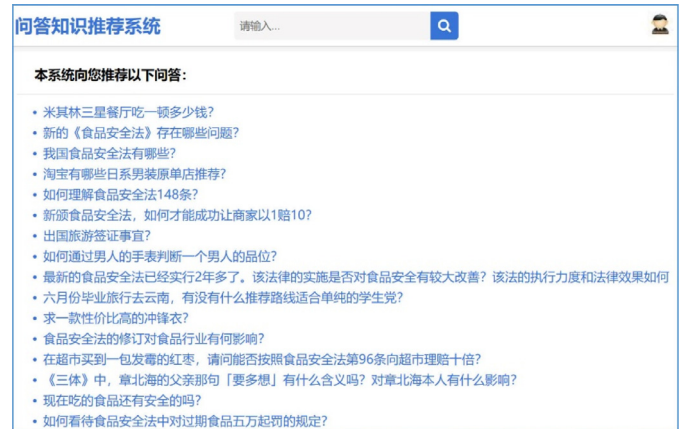 问答知识推荐系统
请输入...
本系统向您推荐以下问答：
• 米其林三星餐厅吃一顿多少钱？
• 新的《食品安全法》存在哪些问题？
• 我国食品安全法有哪些？
• 淘宝有哪些日系男装原单店推荐？
• 如何理解食品安全法148条？
• 新颁食品安全法，如何才能成功让商家以1赔10？
• 出国旅游签证事宜？
• 如何通过男人的手表判断一个男人的品位？
• 最新的食品安全法已经实行2年多了。该法律的实施是否对食品安全有较大改善？该法的执行力度和法律效果如何
• 六月份毕业旅行去云南，有没有什么推荐路线适合单纯的学生党？
• 求一款性价比高的冲锋衣？
• 食品安全法的修订对食品行业有何影响？
• 在超市买到一包发霉的红枣，请问能否按照食品安全法第96条向超市理赔十倍？
• 《三体》中，章北海的父亲那句「要多想」有什么含义吗？对章北海本人有什么影响？
• 现在吃的食品还有安全的吗？
• 如何看待食品安全法中对过期食品五万起罚的规定？